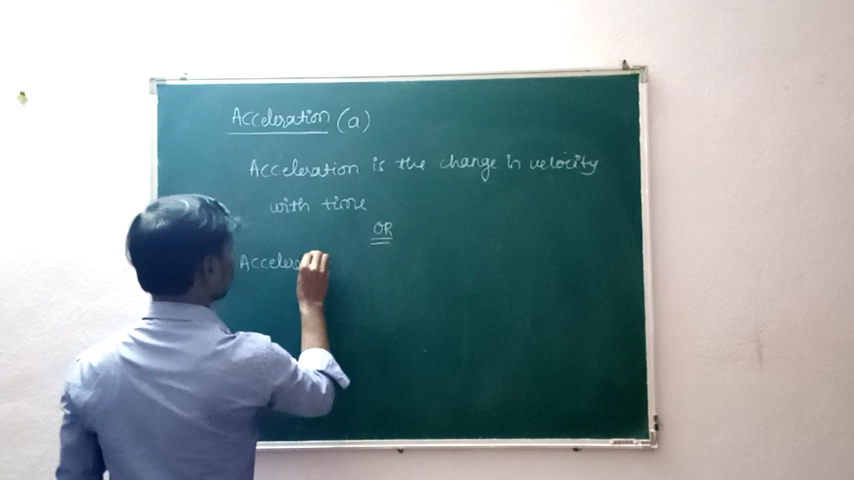 Acceleration (a)
Acceleration is the change in velocity
with time
OR
Accelera